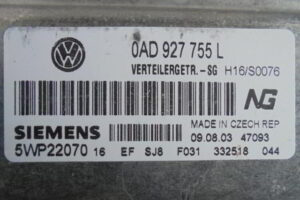 0AD 927 755 L
VERTEILERGETR.-SG H16/S0076
NG
SIEMENS
MADE IN CZECH REP
09.08.03 47093
5WP22070 16 EF SJ8 F031 332518 044